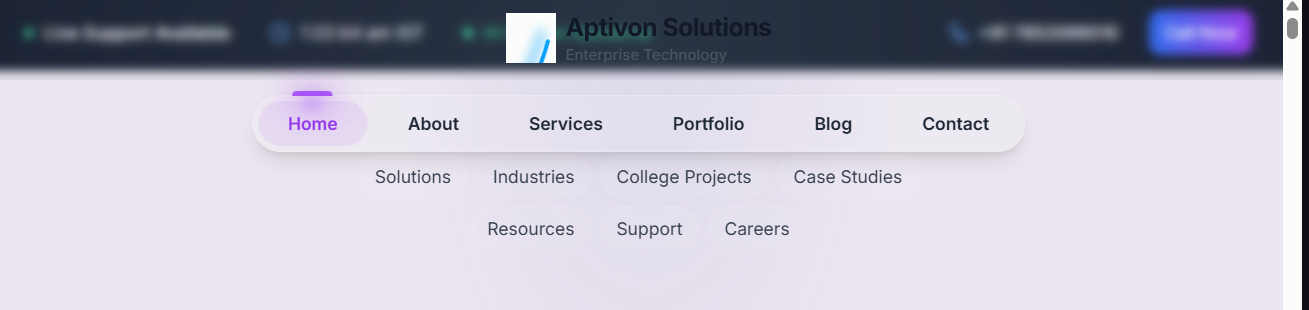 Live Support Available
Aptivon Solutions
Enterprise Technology
Call Now
Home About Services Portfolio Blog Contact
Solutions Industries College Projects Case Studies
Resources Support Careers